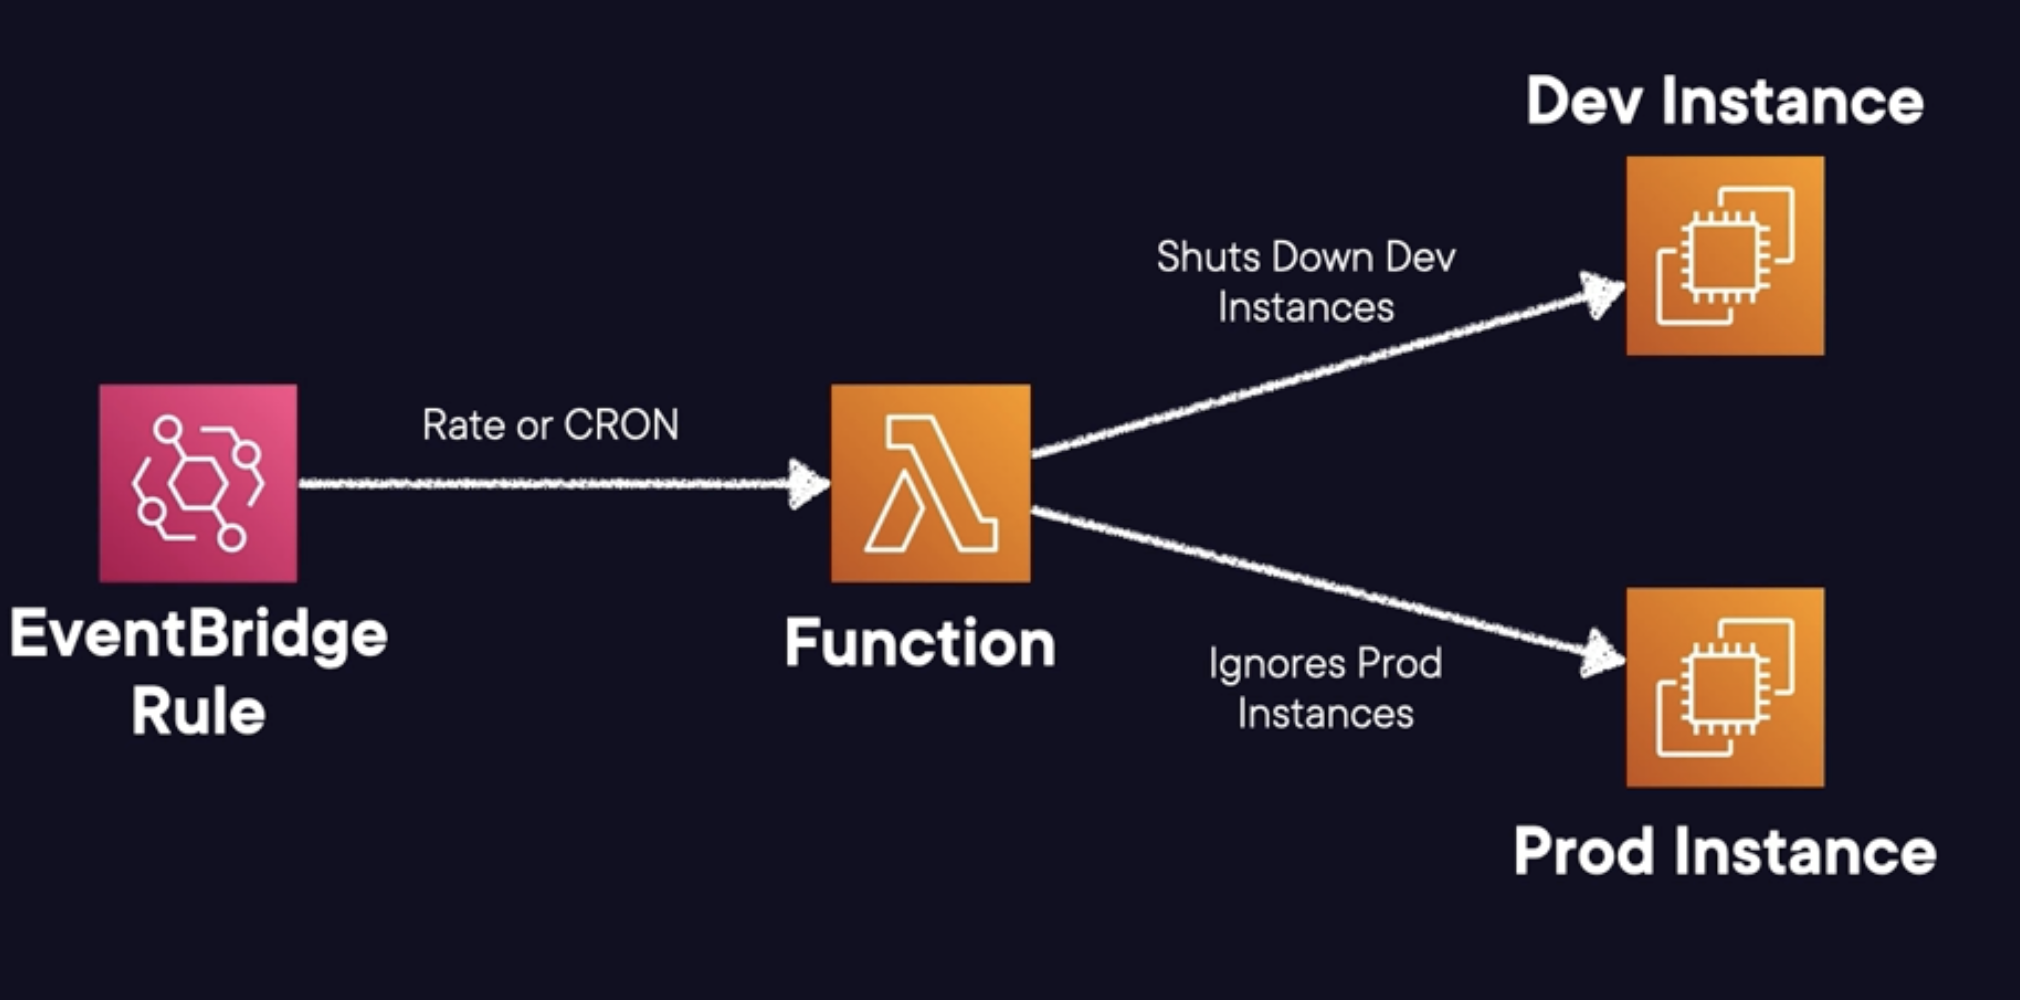 Dev Instance
Shuts Down Dev
Instances
Rate or CRON
EventBridge
Rule
Function
Ignores Prod
Instances
Prod Instance